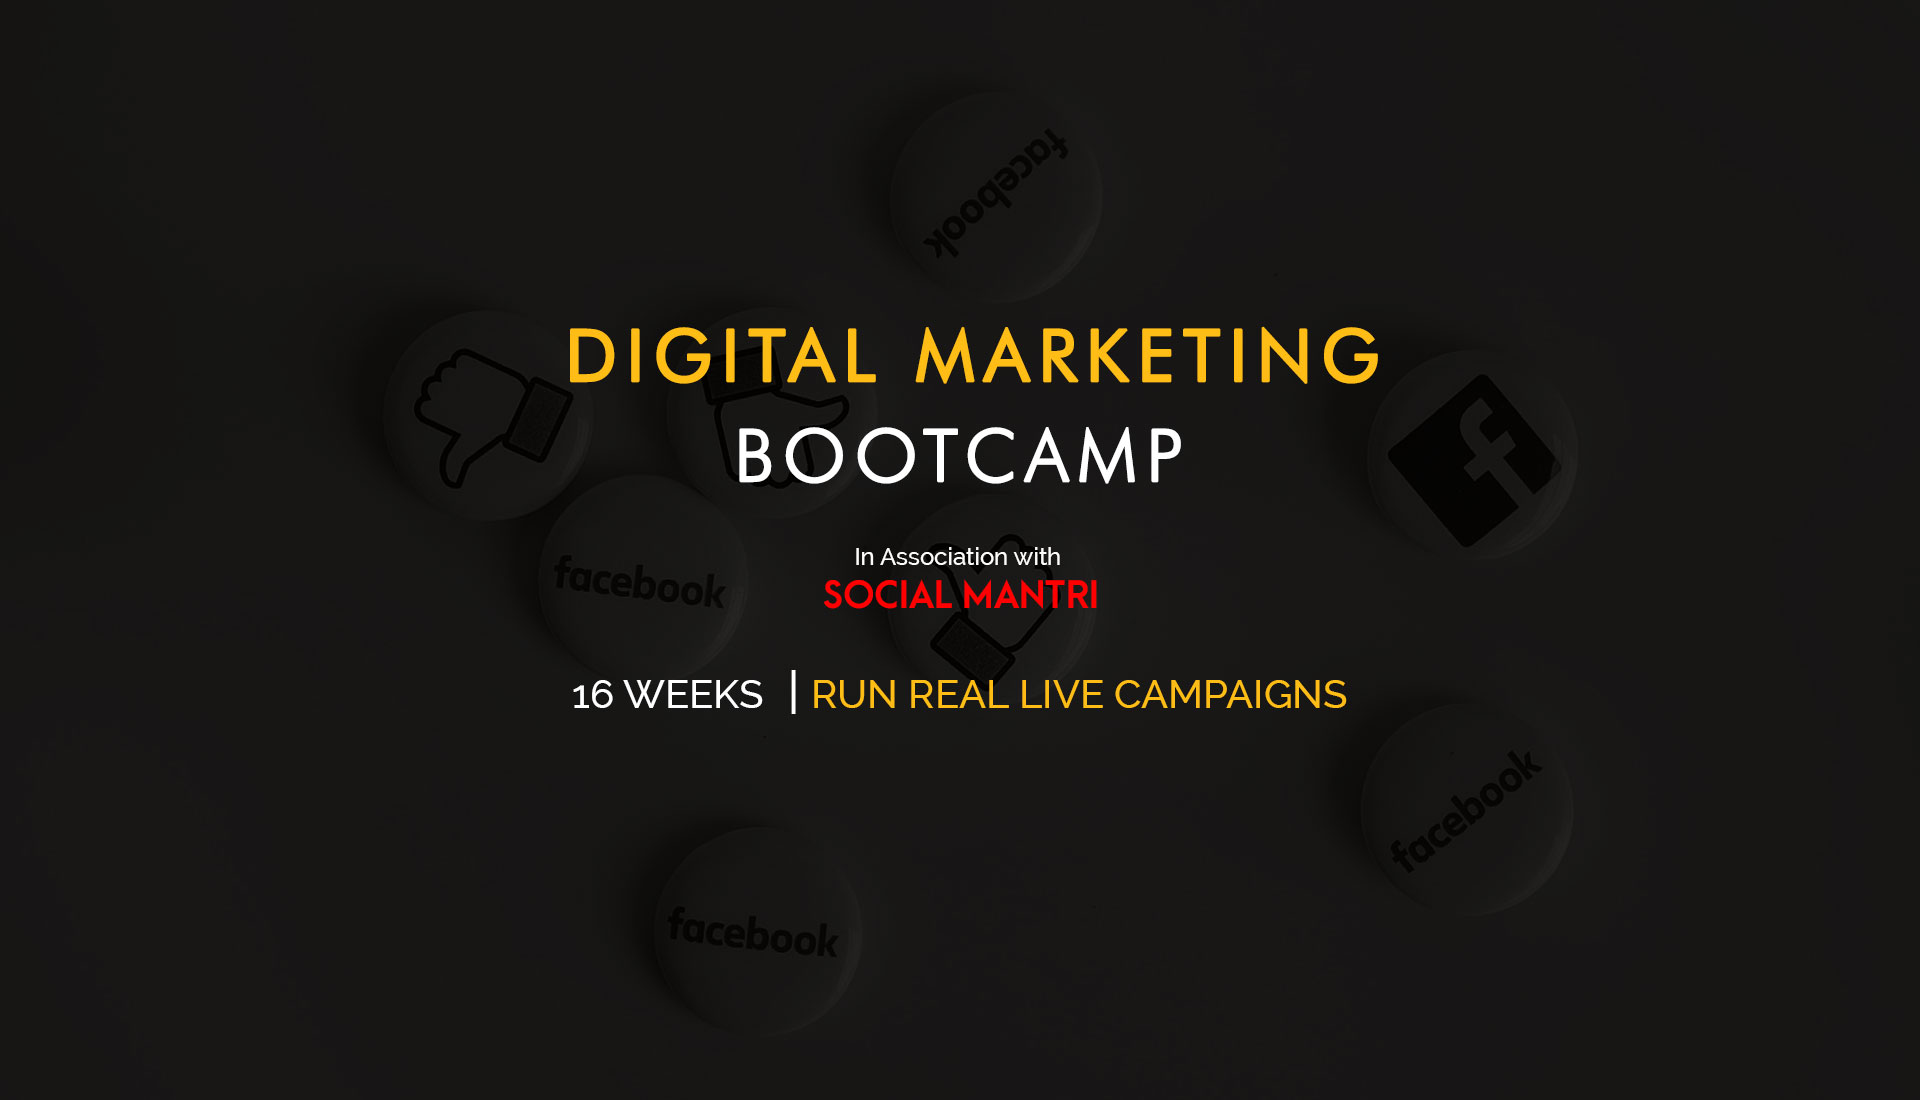 facebook
DIGITAL MARKETING
BOOTCAMP
In Association with
SOCIAL MANTRI
facebook
16 WEEKS | RUN REAL LIVE CAMPAIGNS
facebook
facebook